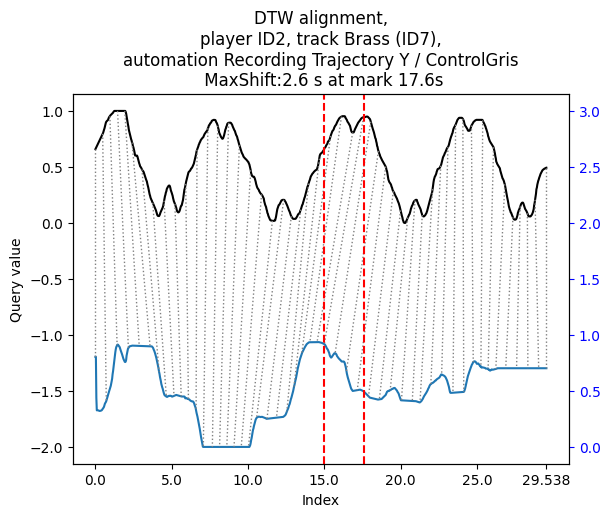 DTW alignment,
player ID2, track Brass (ID7),
automation Recording Trajectory Y / ControlGris
MaxShift:2.6 s at mark 17.6s
1.0
0.5
0.0
−0.5
−1.0
−1.5
−2.0
Query value
3.0
2.5
2.0
1.5
1.0
0.5
0.0
0.0 5.0 10.0 15.0 20.0 25.0 29.538
Index